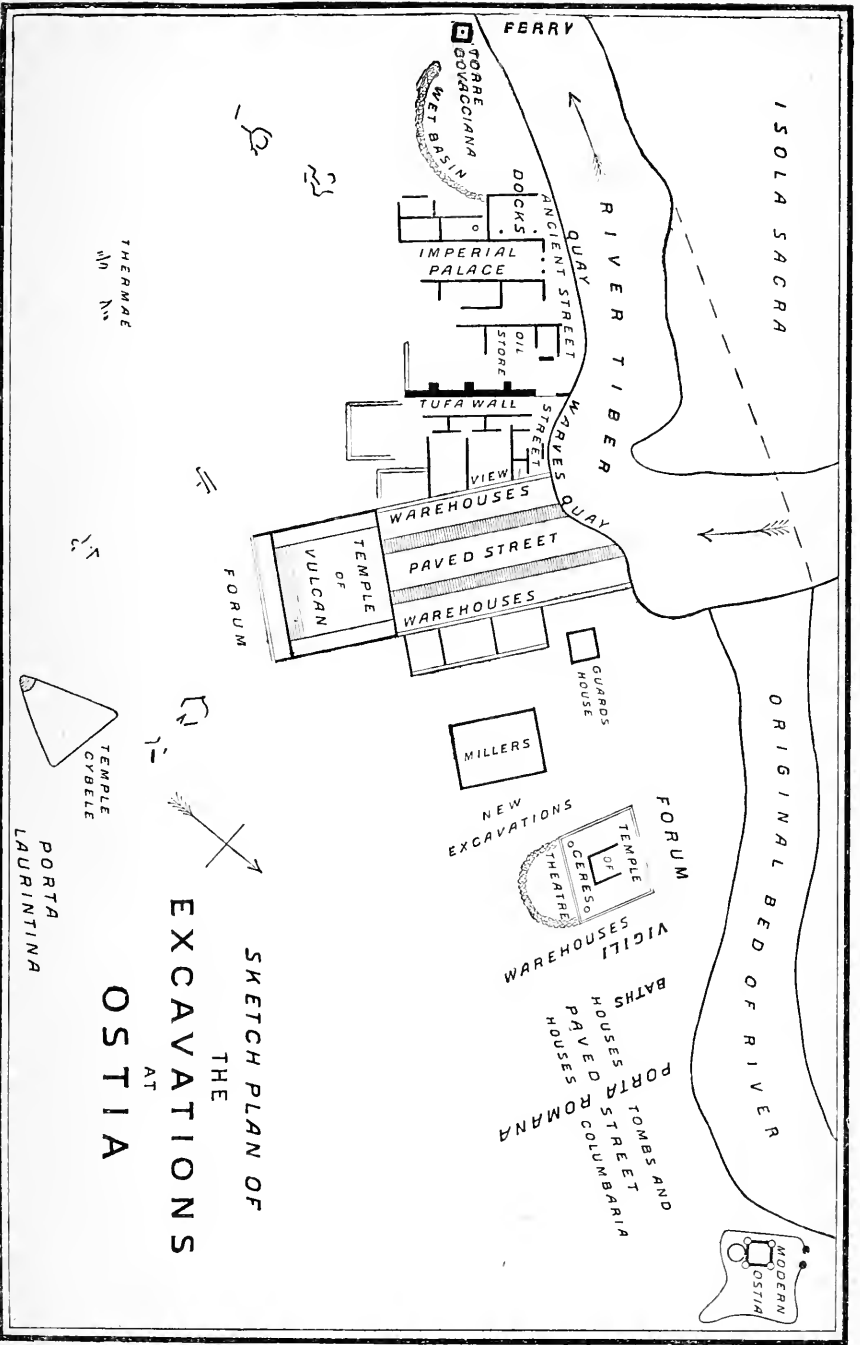 SKETCH PLAN OF
THE
EXCAVATIONS
AT
OSTIA
FERRY
ISOLA SACRA
TORRE
BOVACCIANA
WET BASIN
RIVER TIBER
DOCKS
ANCIENT STREET
QUAY
IMPERIAL
PALACE
OIL
STORE
THERMAE
TUFA WALL
STREET
WARVES QUAY
VIEW
WAREHOUSES
PAVED STREET
WAREHOUSES
TEMPLE
OF
VULCAN
FORUM
GUARDS
HOUSE
MILLERS
NEW
EXCAVATIONS
FORUM
TEMPLE
OF
CERES
THEATRE
VIGILI
WAREHOUSES
BATHS
HOUSES TOMBS AND
PAVED STREET
HOUSES COLUMBARIA
PORTA ROMANA
ORIGINAL BED OF RIVER
TEMPLE
CYBELE
PORTA
LAURINTINA
MODERN
OSTIA